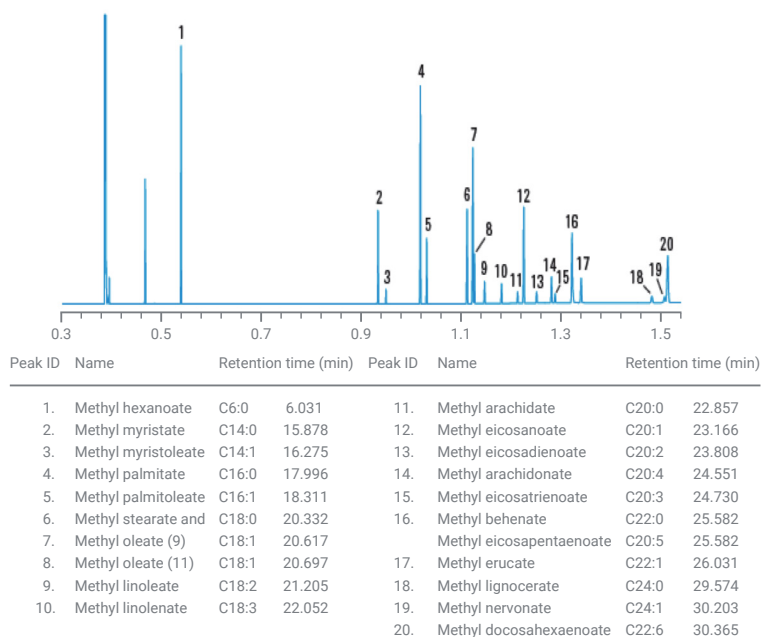 1
4
7
2
6
12
5
8
16
20
3
9
10
11
13
14
15
17
18
19
0.3 0.5 0.7 0.9 1.1 1.3 1.5
Peak ID Name Retention time (min) Peak ID Name Retention time (min)
1. Methyl hexanoate C6:0 6.031
2. Methyl myristate C14:0 15.878
3. Methyl myristoleate C14:1 16.275
4. Methyl palmitate C16:0 17.996
5. Methyl palmitoleate C16:1 18.311
6. Methyl stearate and C18:0 20.332
7. Methyl oleate (9) C18:1 20.617
8. Methyl oleate (11) C18:1 20.697
9. Methyl linoleate C18:2 21.205
10. Methyl linolenate C18:3 22.052
11. Methyl arachidate C20:0 22.857
12. Methyl eicosanoate C20:1 23.166
13. Methyl eicosadienoate C20:2 23.808
14. Methyl arachidonate C20:4 24.551
15. Methyl eicosatrienoate C20:3 24.730
16. Methyl behenate C22:0 25.582
Methyl eicosapentaenoate C20:5 25.582
17. Methyl erucate C22:1 26.031
18. Methyl lignocerate C24:0 29.574
19. Methyl nervonate C24:1 30.203
20. Methyl docosahexaenoate C22:6 30.365